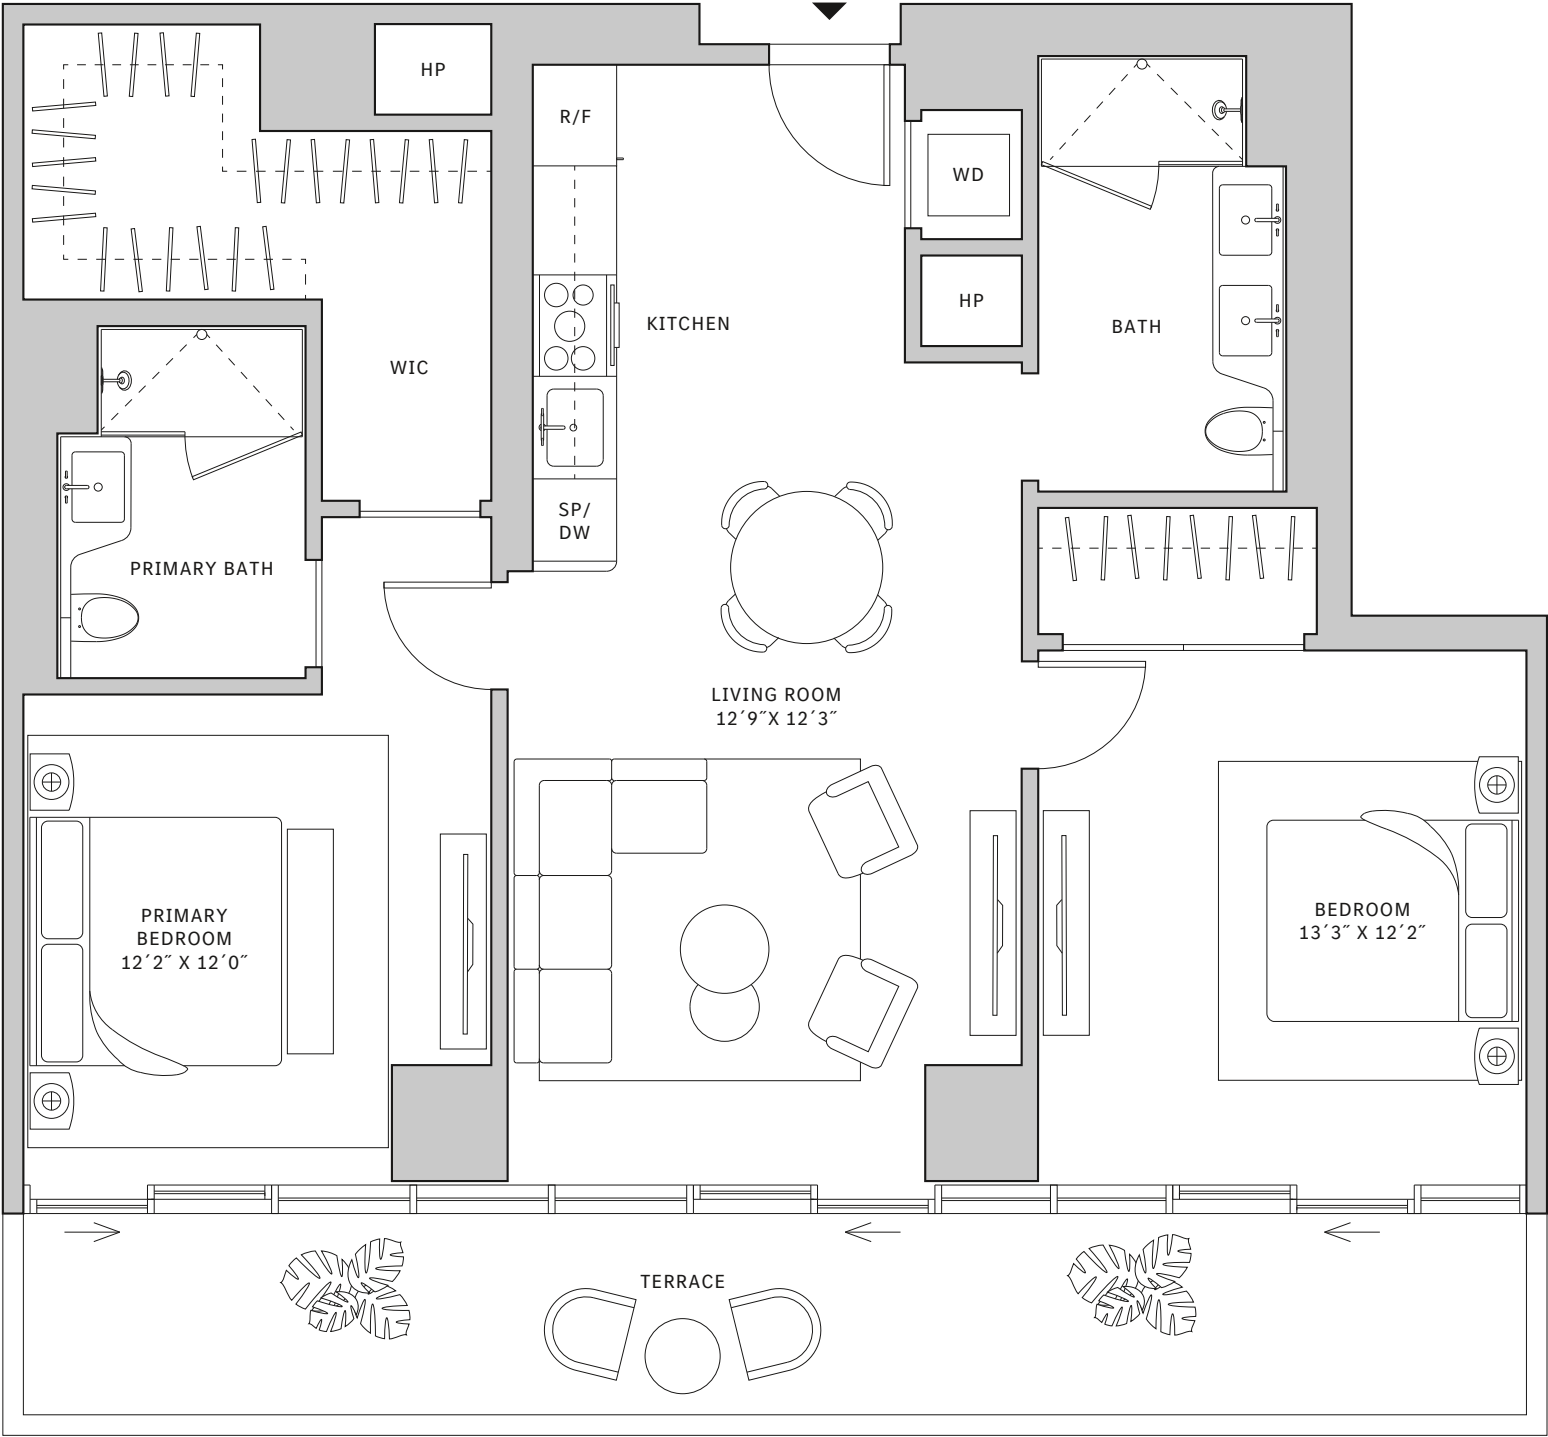 HP
R/F
WD
HP
KITCHEN
BATH
WIC
SP/
DW
PRIMARY BATH
LIVING ROOM
12´9˝X 12´3˝
PRIMARY
BEDROOM
12´2˝ X 12´0˝
BEDROOM
13´3˝ X 12´2˝
TERRACE